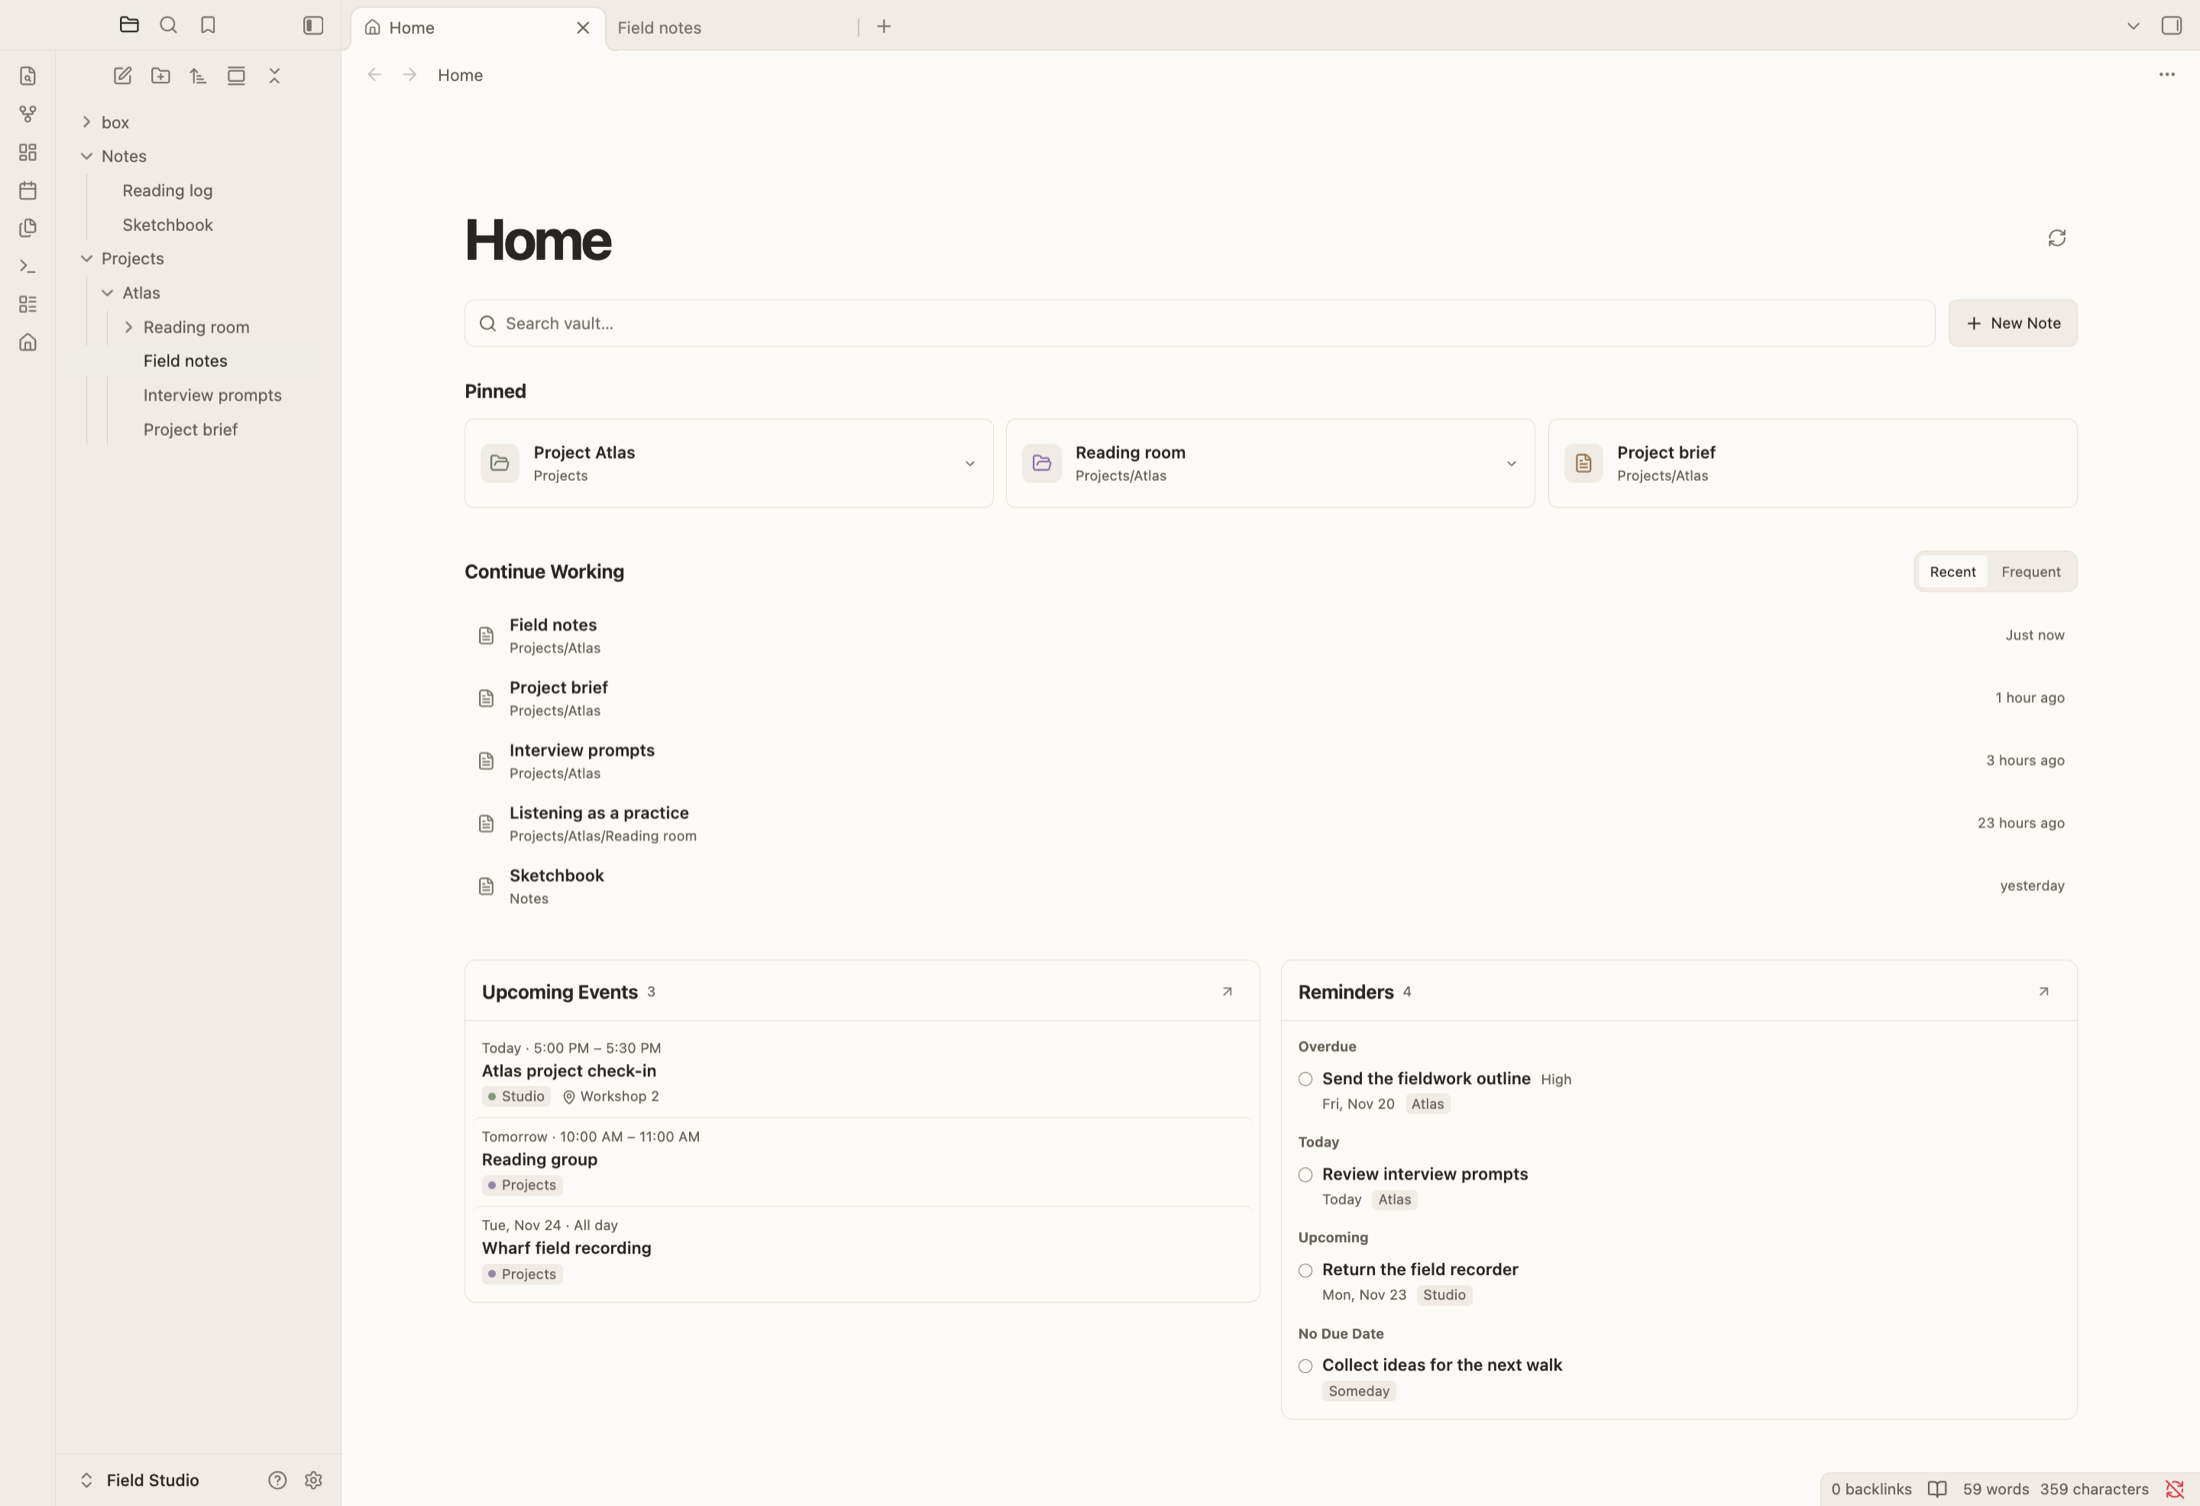 Home
Field notes
Home
box
Notes
Reading log
Sketchbook
Projects
Atlas
Reading room
Field notes
Interview prompts
Project brief
Field Studio
Home
Search vault...
New Note
Pinned
Project Atlas
Projects
Reading room
Projects/Atlas
Project brief
Projects/Atlas
Continue Working
Recent
Frequent
Field notes
Projects/Atlas
Just now
Project brief
Projects/Atlas
1 hour ago
Interview prompts
Projects/Atlas
3 hours ago
Listening as a practice
Projects/Atlas/Reading room
23 hours ago
Sketchbook
Notes
yesterday
Upcoming Events 3
Today · 5:00 PM – 5:30 PM
Atlas project check-in
Studio Workshop 2
Tomorrow · 10:00 AM – 11:00 AM
Reading group
Projects
Tue, Nov 24 · All day
Wharf field recording
Projects
Reminders 4
Overdue
Send the fieldwork outline High
Fri, Nov 20 Atlas
Today
Review interview prompts
Today Atlas
Upcoming
Return the field recorder
Mon, Nov 23 Studio
No Due Date
Collect ideas for the next walk
Someday
0 backlinks 59 words 359 characters